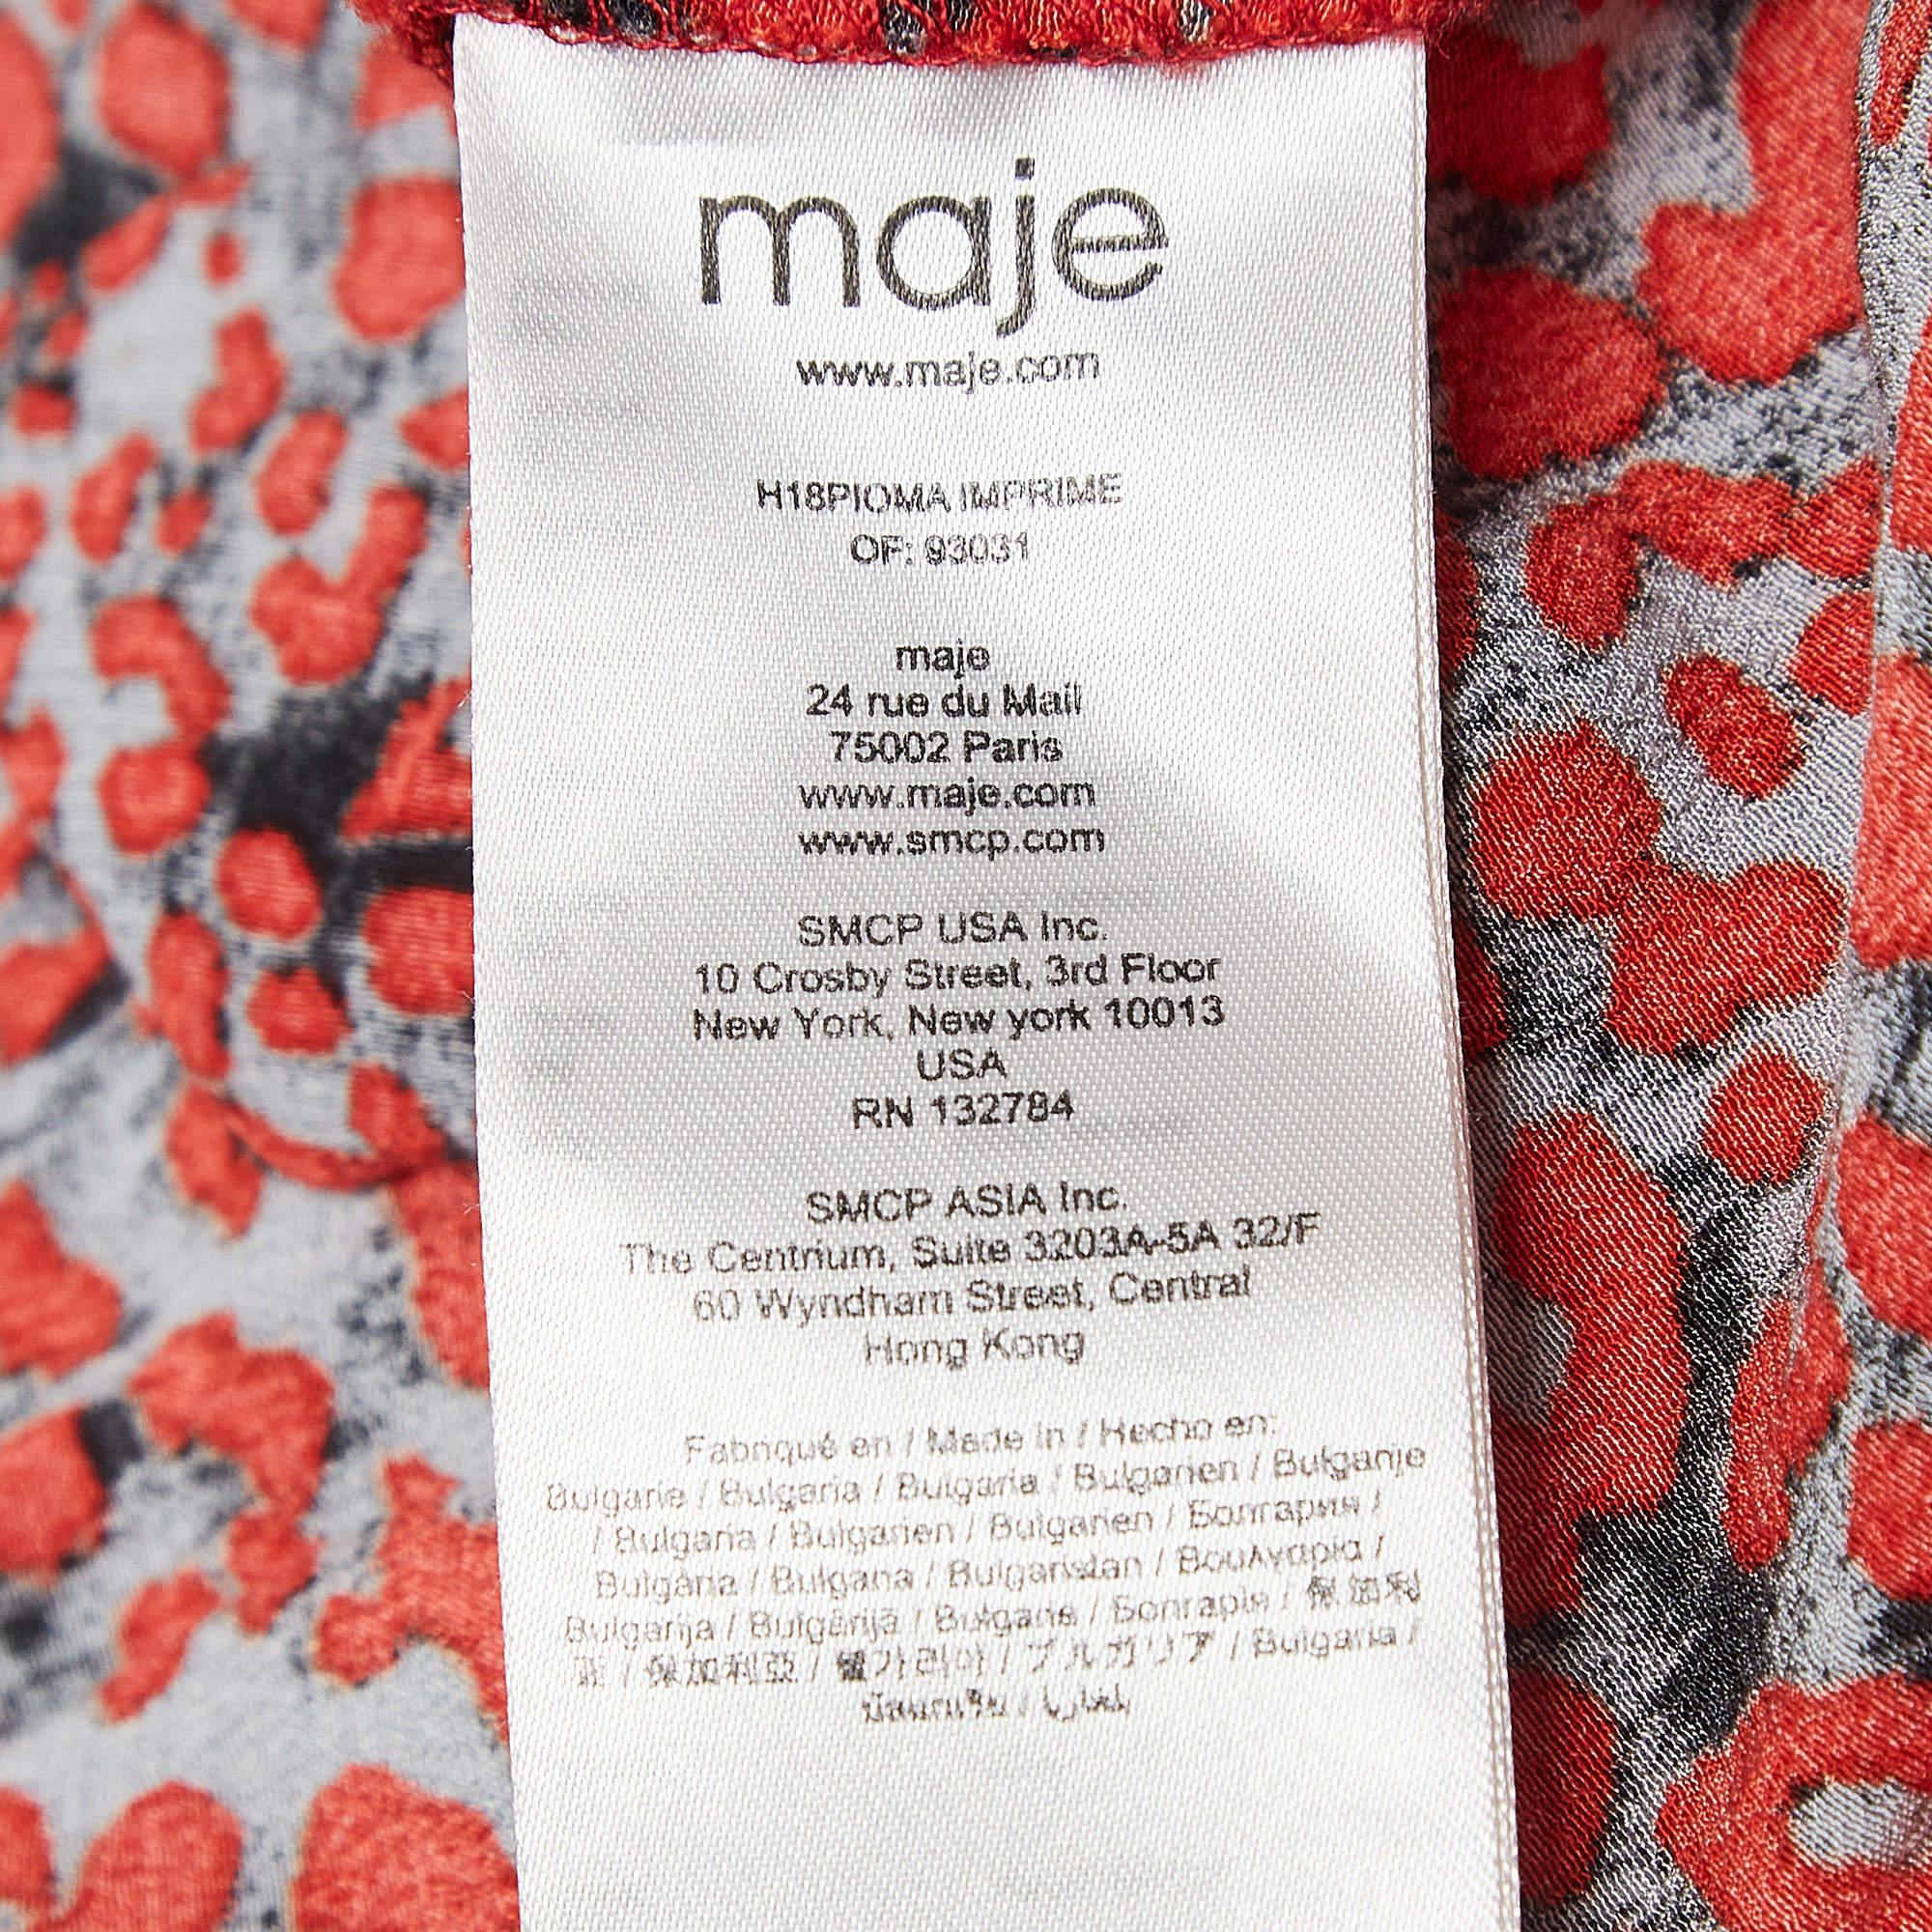 maje
www.maje.com
H18PIOMA IMPRIME
OF: 93031
maje
24 rue du Mail
75002 Paris
www.maje.com
www.smcp.com
SMCP USA Inc.
10 Crosby Street, 3rd Floor
New York, New york 10013
USA
RN 132784
SMCP ASIA Inc.
The Centrium, Suite 3203A-5A 32/F
60 Wyndham Street, Central
Hong Kong
Fabriqué en / Made in / Hecho en:
Bulgarie / Bulgaria / Bulgaria / Bulgarien / Bulgarije
/ Bulgaria / Bulgarien / Bulgarien / Болгария /
Bulgària / Bulgaria / Bulgaristan / Βουλγαρία /
Bulgarija / Bulgārija / Bulgarie / Болгарія / 保加利
亚 / 保加利亞 / 불가리아 / ブルガリア / Bulgaria /